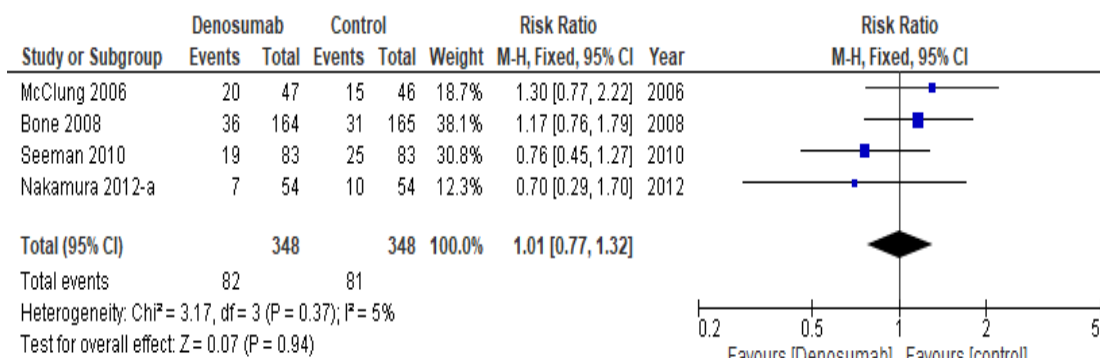 Denosumab Control Risk Ratio Risk Ratio
Study or Subgroup Events Total Events Total Weight M-H, Fixed, 95% CI Year M-H, Fixed, 95% CI
McClung 2006 20 47 15 46 18.7% 1.30 [0.77, 2.22] 2006
Bone 2008 36 164 31 165 38.1% 1.17 [0.76, 1.79] 2008
Seeman 2010 19 83 25 83 30.8% 0.76 [0.45, 1.27] 2010
Nakamura 2012-a 7 54 10 54 12.3% 0.70 [0.29, 1.70] 2012
Total (95% CI) 348 348 100.0% 1.01 [0.77, 1.32]
Total events 82 81
Heterogeneity: Chi² = 3.17, df = 3 (P = 0.37); I² = 5%
Test for overall effect: Z = 0.07 (P = 0.94)
0.2 0.5 1 2 5
Favours [Denosumab] Favours [control]